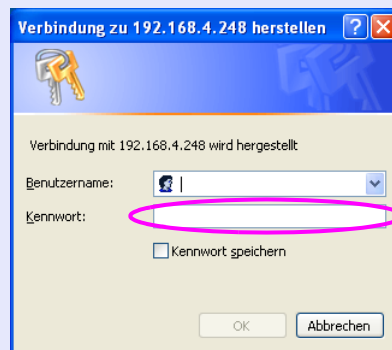 Verbindung zu 192.168.4.248 herstellen
Verbindung mit 192.168.4.248 wird hergestellt
Benutzername:
Kennwort:
Kennwort speichern
OK Abbrechen